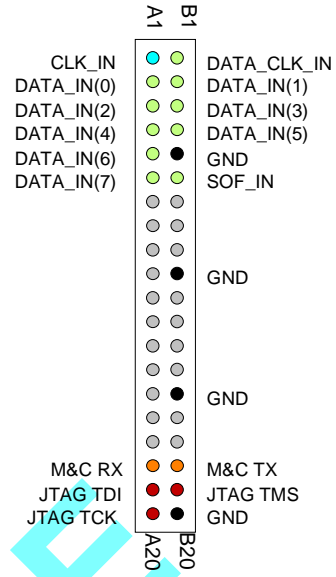 A1 B1
CLK_IN DATA_CLK_IN
DATA_IN(0) DATA_IN(1)
DATA_IN(2) DATA_IN(3)
DATA_IN(4) DATA_IN(5)
DATA_IN(6) GND
DATA_IN(7) SOF_IN
GND
GND
M&C RX M&C TX
JTAG TDI JTAG TMS
JTAG TCK GND
A20 B20